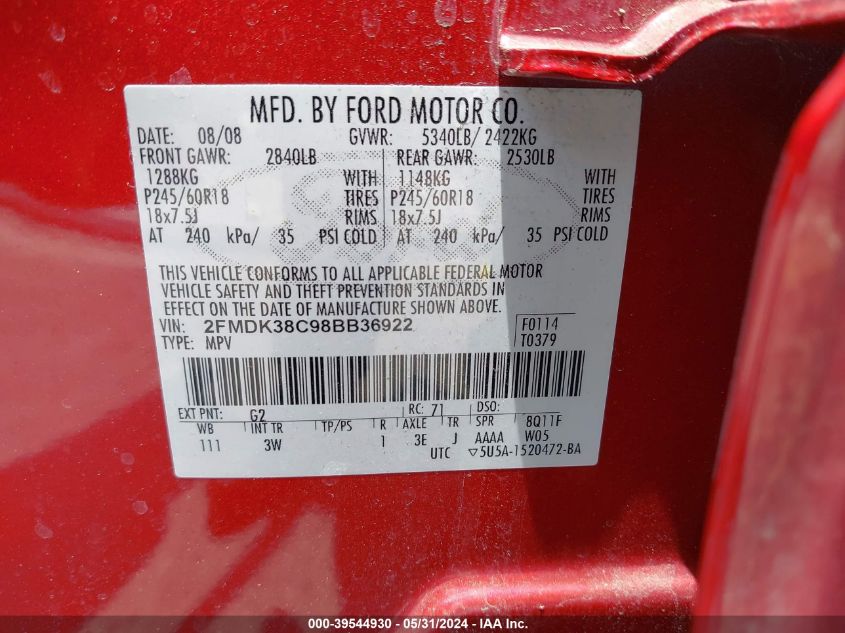 MFD. BY FORD MOTOR CO.
DATE: 08/08 GVWR: 5340LB/ 2422KG
FRONT GAWR: 2840LB REAR GAWR: 2530LB
1288KG WITH 1148KG WITH
P245/60R18 TIRES P245/60R18 TIRES
18x7.5J RIMS 18x7.5J RIMS
AT 240 kPa/ 35 PSI COLD AT 240 kPa/ 35 PSI COLD
THIS VEHICLE CONFORMS TO ALL APPLICABLE FEDERAL MOTOR
VEHICLE SAFETY AND THEFT PREVENTION STANDARDS IN
EFFECT ON THE DATE OF MANUFACTURE SHOWN ABOVE.
VIN: 2FMDK38C98BB36922 F0114
TYPE: MPV T0379
EXT PNT: G2 RC: 71 DSO:
WB INT TR TP/PS R AXLE TR SPR 8Q11F
111 3W 1 3E J AAAA W05
UTC ▽5U5A-1520472-BA
000-39544930 - 05/31/2024 - IAA Inc.